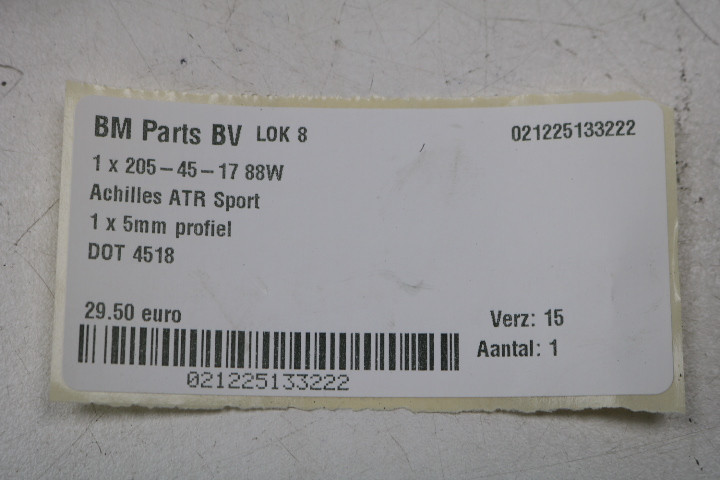 BM Parts BV LOK 8 021225133222
1 x 205-45-17 88W
Achilles ATR Sport
1 x 5mm profiel
DOT 4518
29.50 euro
Verz: 15
Aantal: 1
021225133222